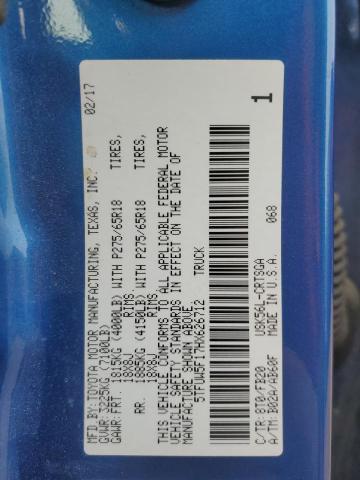 MFD.BY:TOYOTA MOTOR MANUFACTURING, TEXAS, INC. 02/17
GVWR: 3225KG (7100LB)
GAWR:FRT. 1815KG (4000LB) WITH P275/65R18 TIRES,
18X8J RIMS,
RR. 1885KG (4150LB) WITH P275/65R18 TIRES,
18X8J RIMS,
THIS VEHICLE CONFORMS TO ALL APPLICABLE FEDERAL MOTOR
VEHICLE SAFETY STANDARDS IN EFFECT ON THE DATE OF
MANUFACTURE SHOWN ABOVE.
5TFUW5F17HX626712 TRUCK
1
068
C/TR: 8T0/FB20 USK56L-CRTSQA
A/TM: B02A/AB60F MADE IN U.S.A.